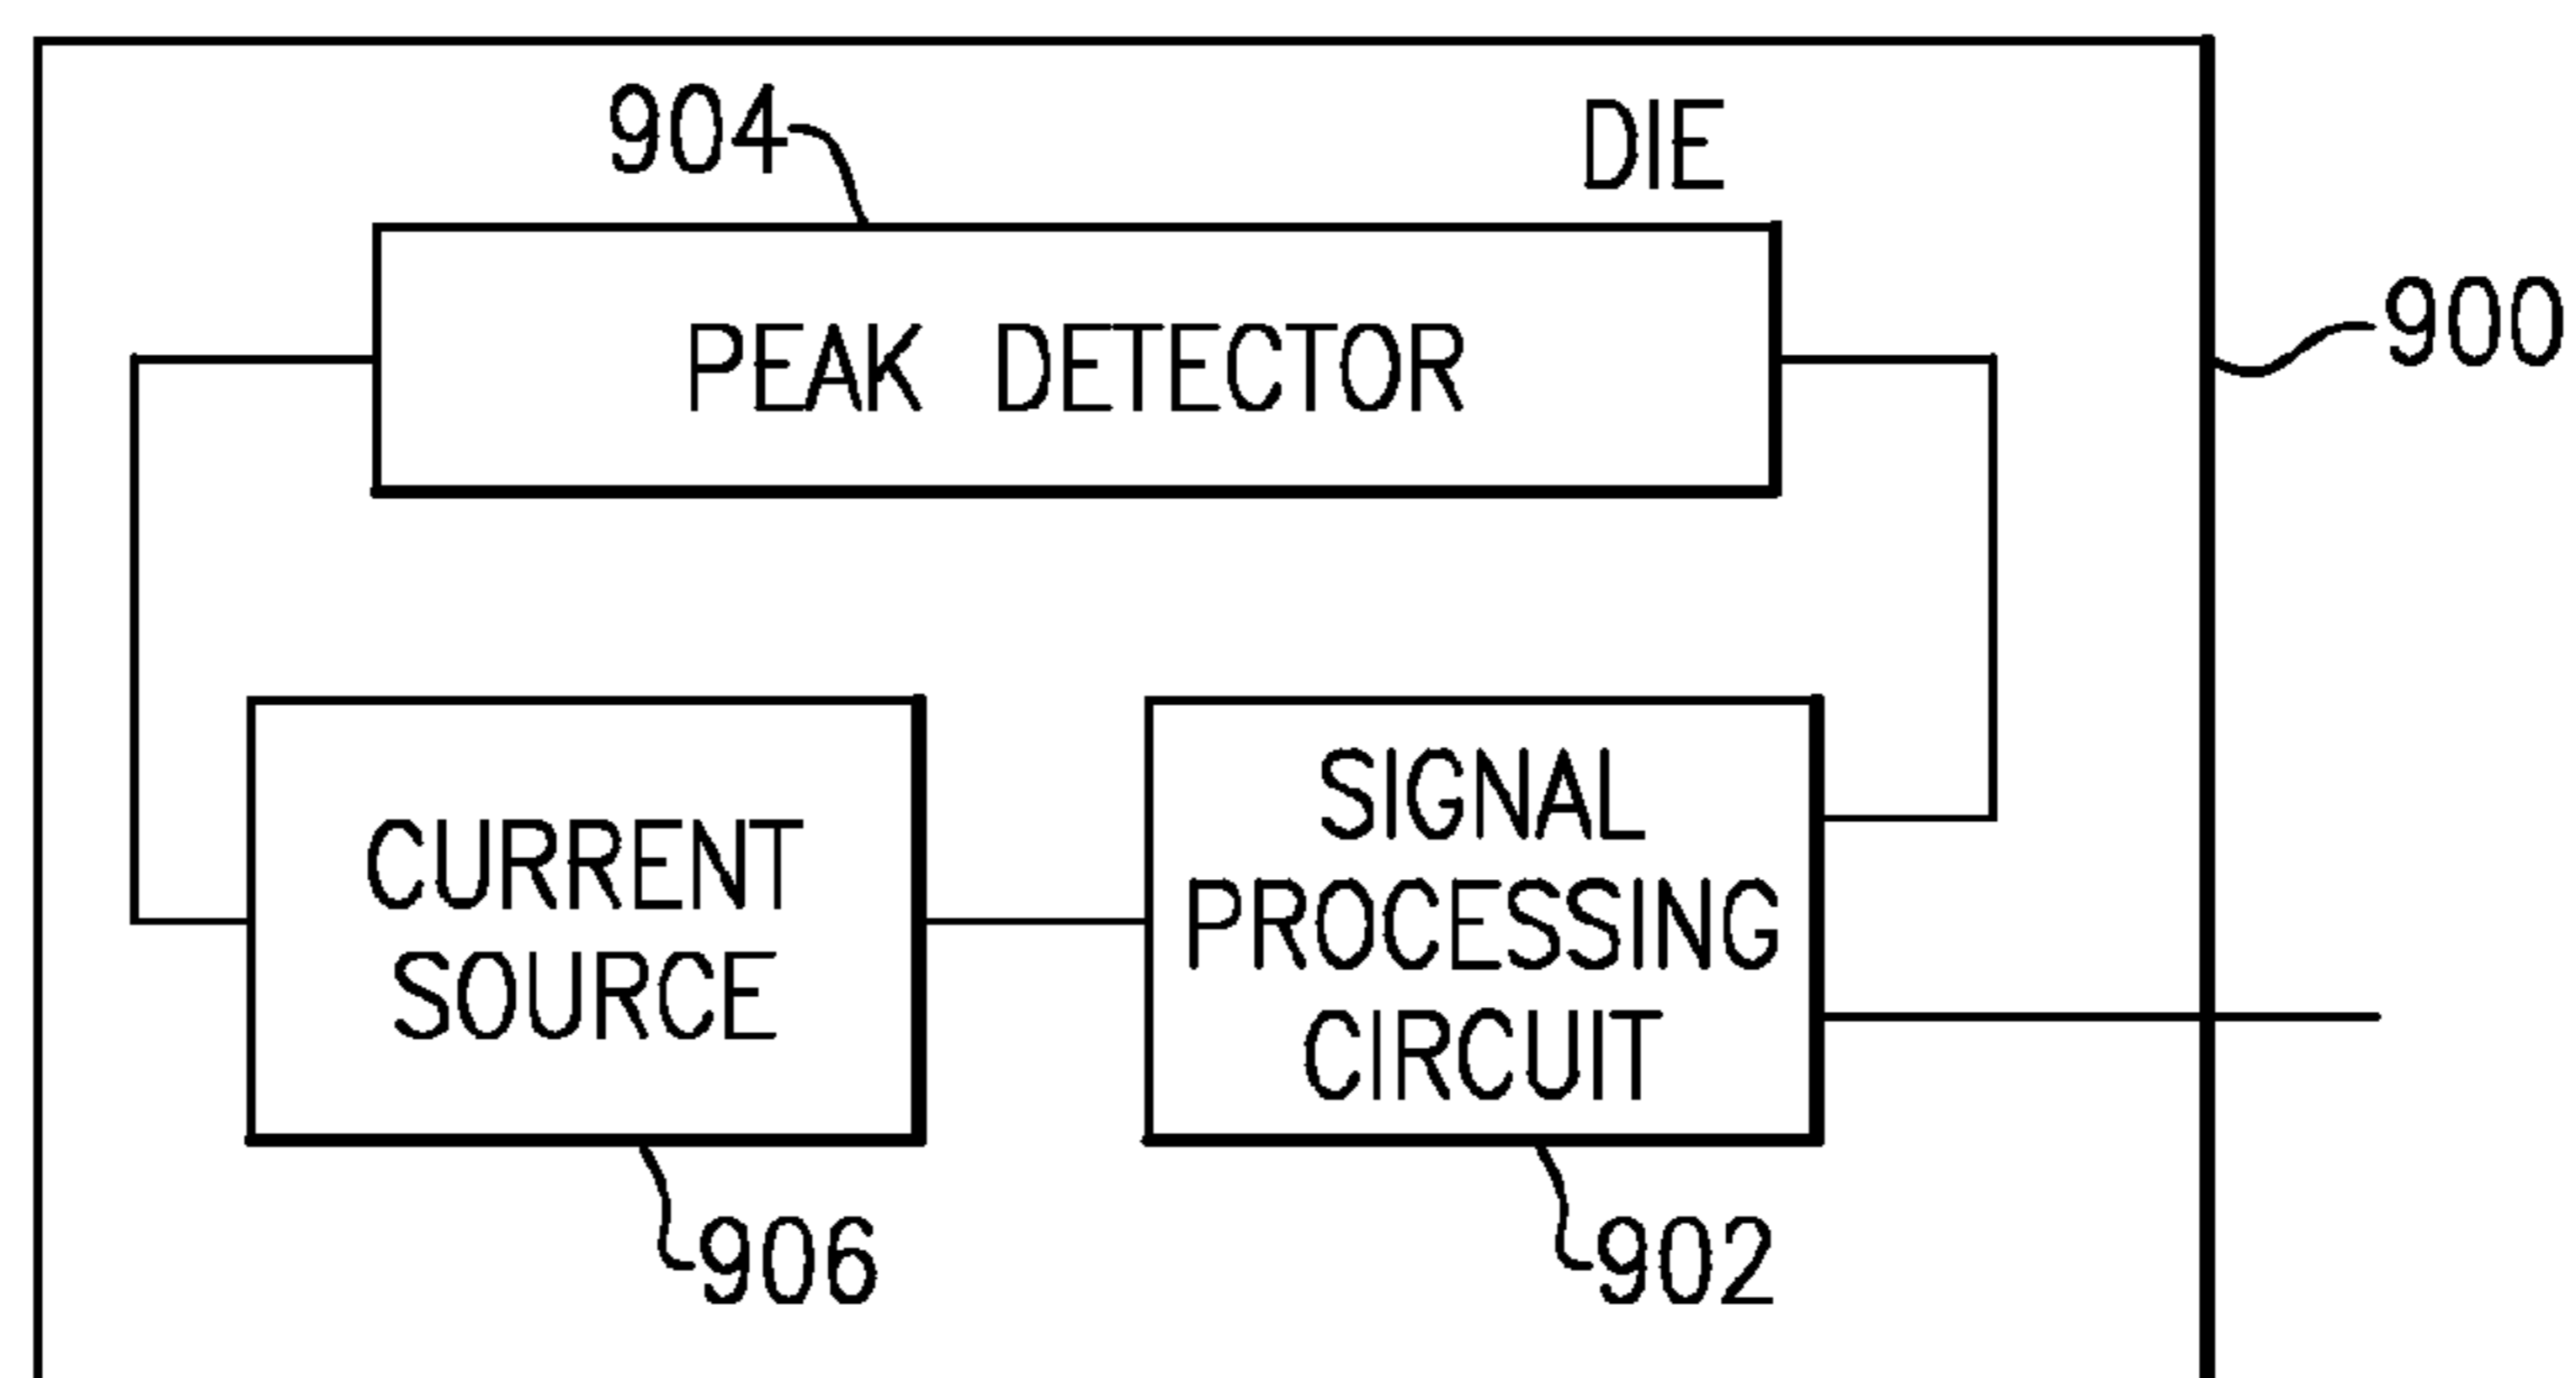 904
DIE
900
PEAK DETECTOR
CURRENT
SOURCE
SIGNAL
PROCESSING
CIRCUIT
906
902